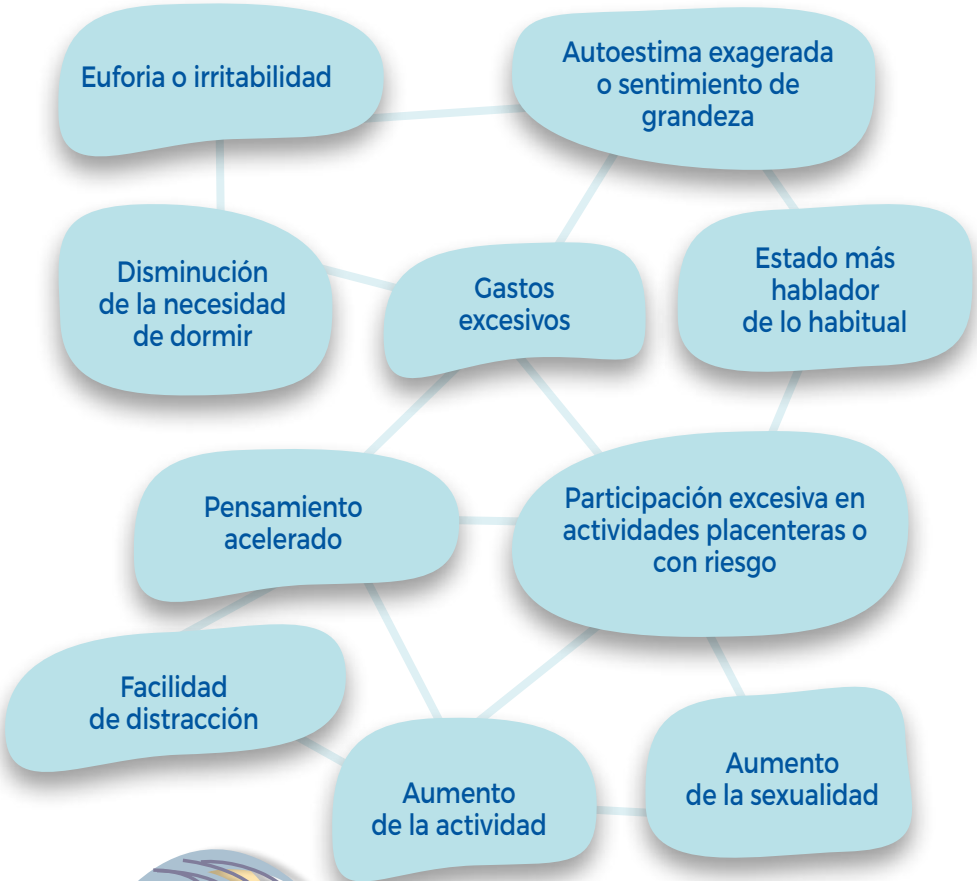 Euforia o irritabilidad
Autoestima exagerada
o sentimiento de
grandeza
Disminución
de la necesidad
de dormir
Gastos
excesivos
Estado más
hablador
de lo habitual
Pensamiento
acelerado
Participación excesiva en
actividades placenteras o
con riesgo
Facilidad
de distracción
Aumento
de la actividad
Aumento
de la sexualidad